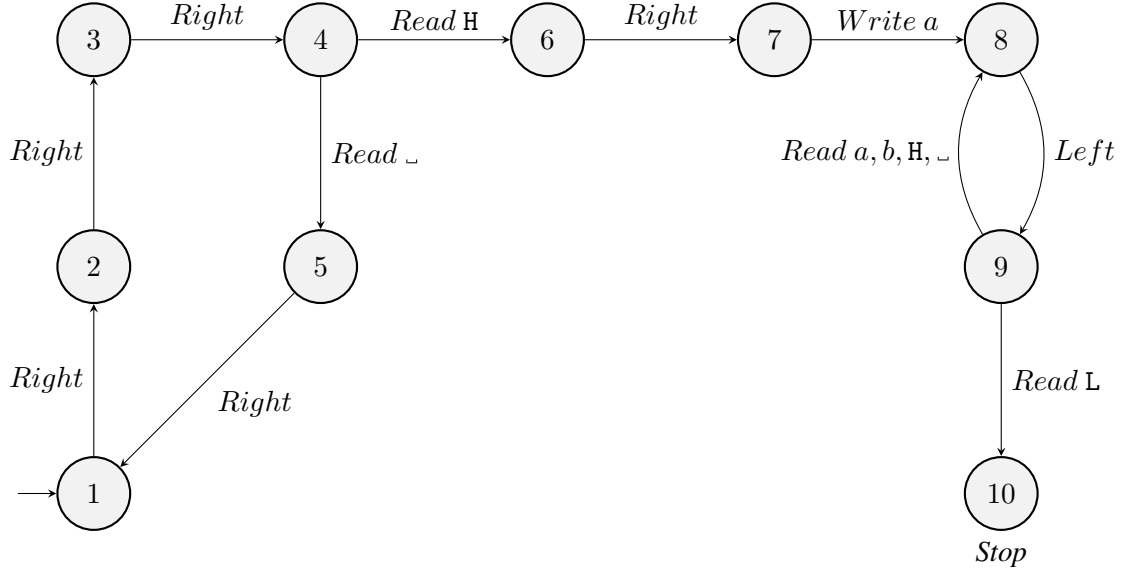 3 Right 4 Read H 6 Right 7 Write a 8
Right Read ␣ Read a, b, H, ␣ Left
2 5 9
Right Right Read L
1 10
Stop